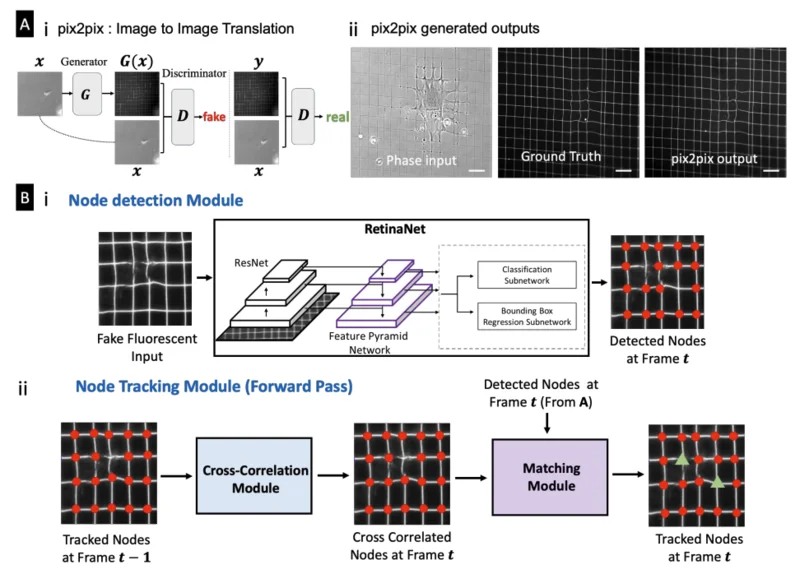 A
i pix2pix : Image to Image Translation
x
Generator
G(x)
G
Discriminator
D
fake
x
y
D
real
x
ii pix2pix generated outputs
Phase input
Ground Truth
pix2pix output
B
i Node detection Module
Fake Fluorescent
Input
RetinaNet
ResNet
Feature Pyramid
Network
Classification
Subnetwork
Bounding Box
Regression Subnetwork
Detected Nodes
at Frame t
ii Node Tracking Module (Forward Pass)
Tracked Nodes
at Frame t − 1
Cross-Correlation
Module
Cross Correlated
Nodes at Frame t
Detected Nodes at
Frame t (From A)
Matching
Module
Tracked Nodes
at Frame t